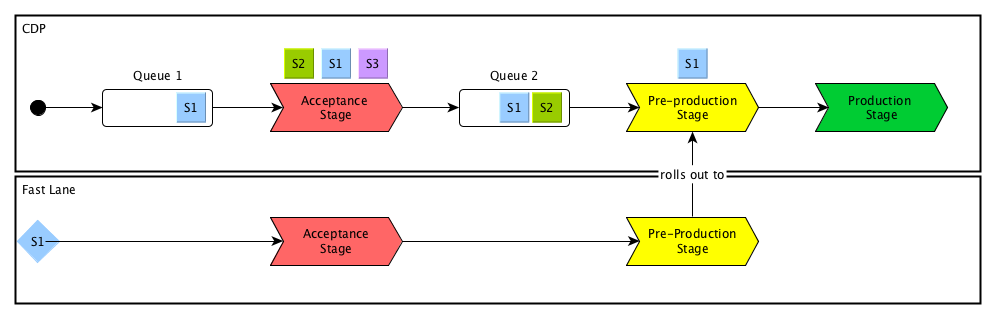 CDP
S2 S1 S3
S1
Queue 1
Queue 2
S1
Acceptance
Stage
S1 S2
Pre-production
Stage
Production
Stage
rolls out to
Fast Lane
S1
Acceptance
Stage
Pre-Production
Stage